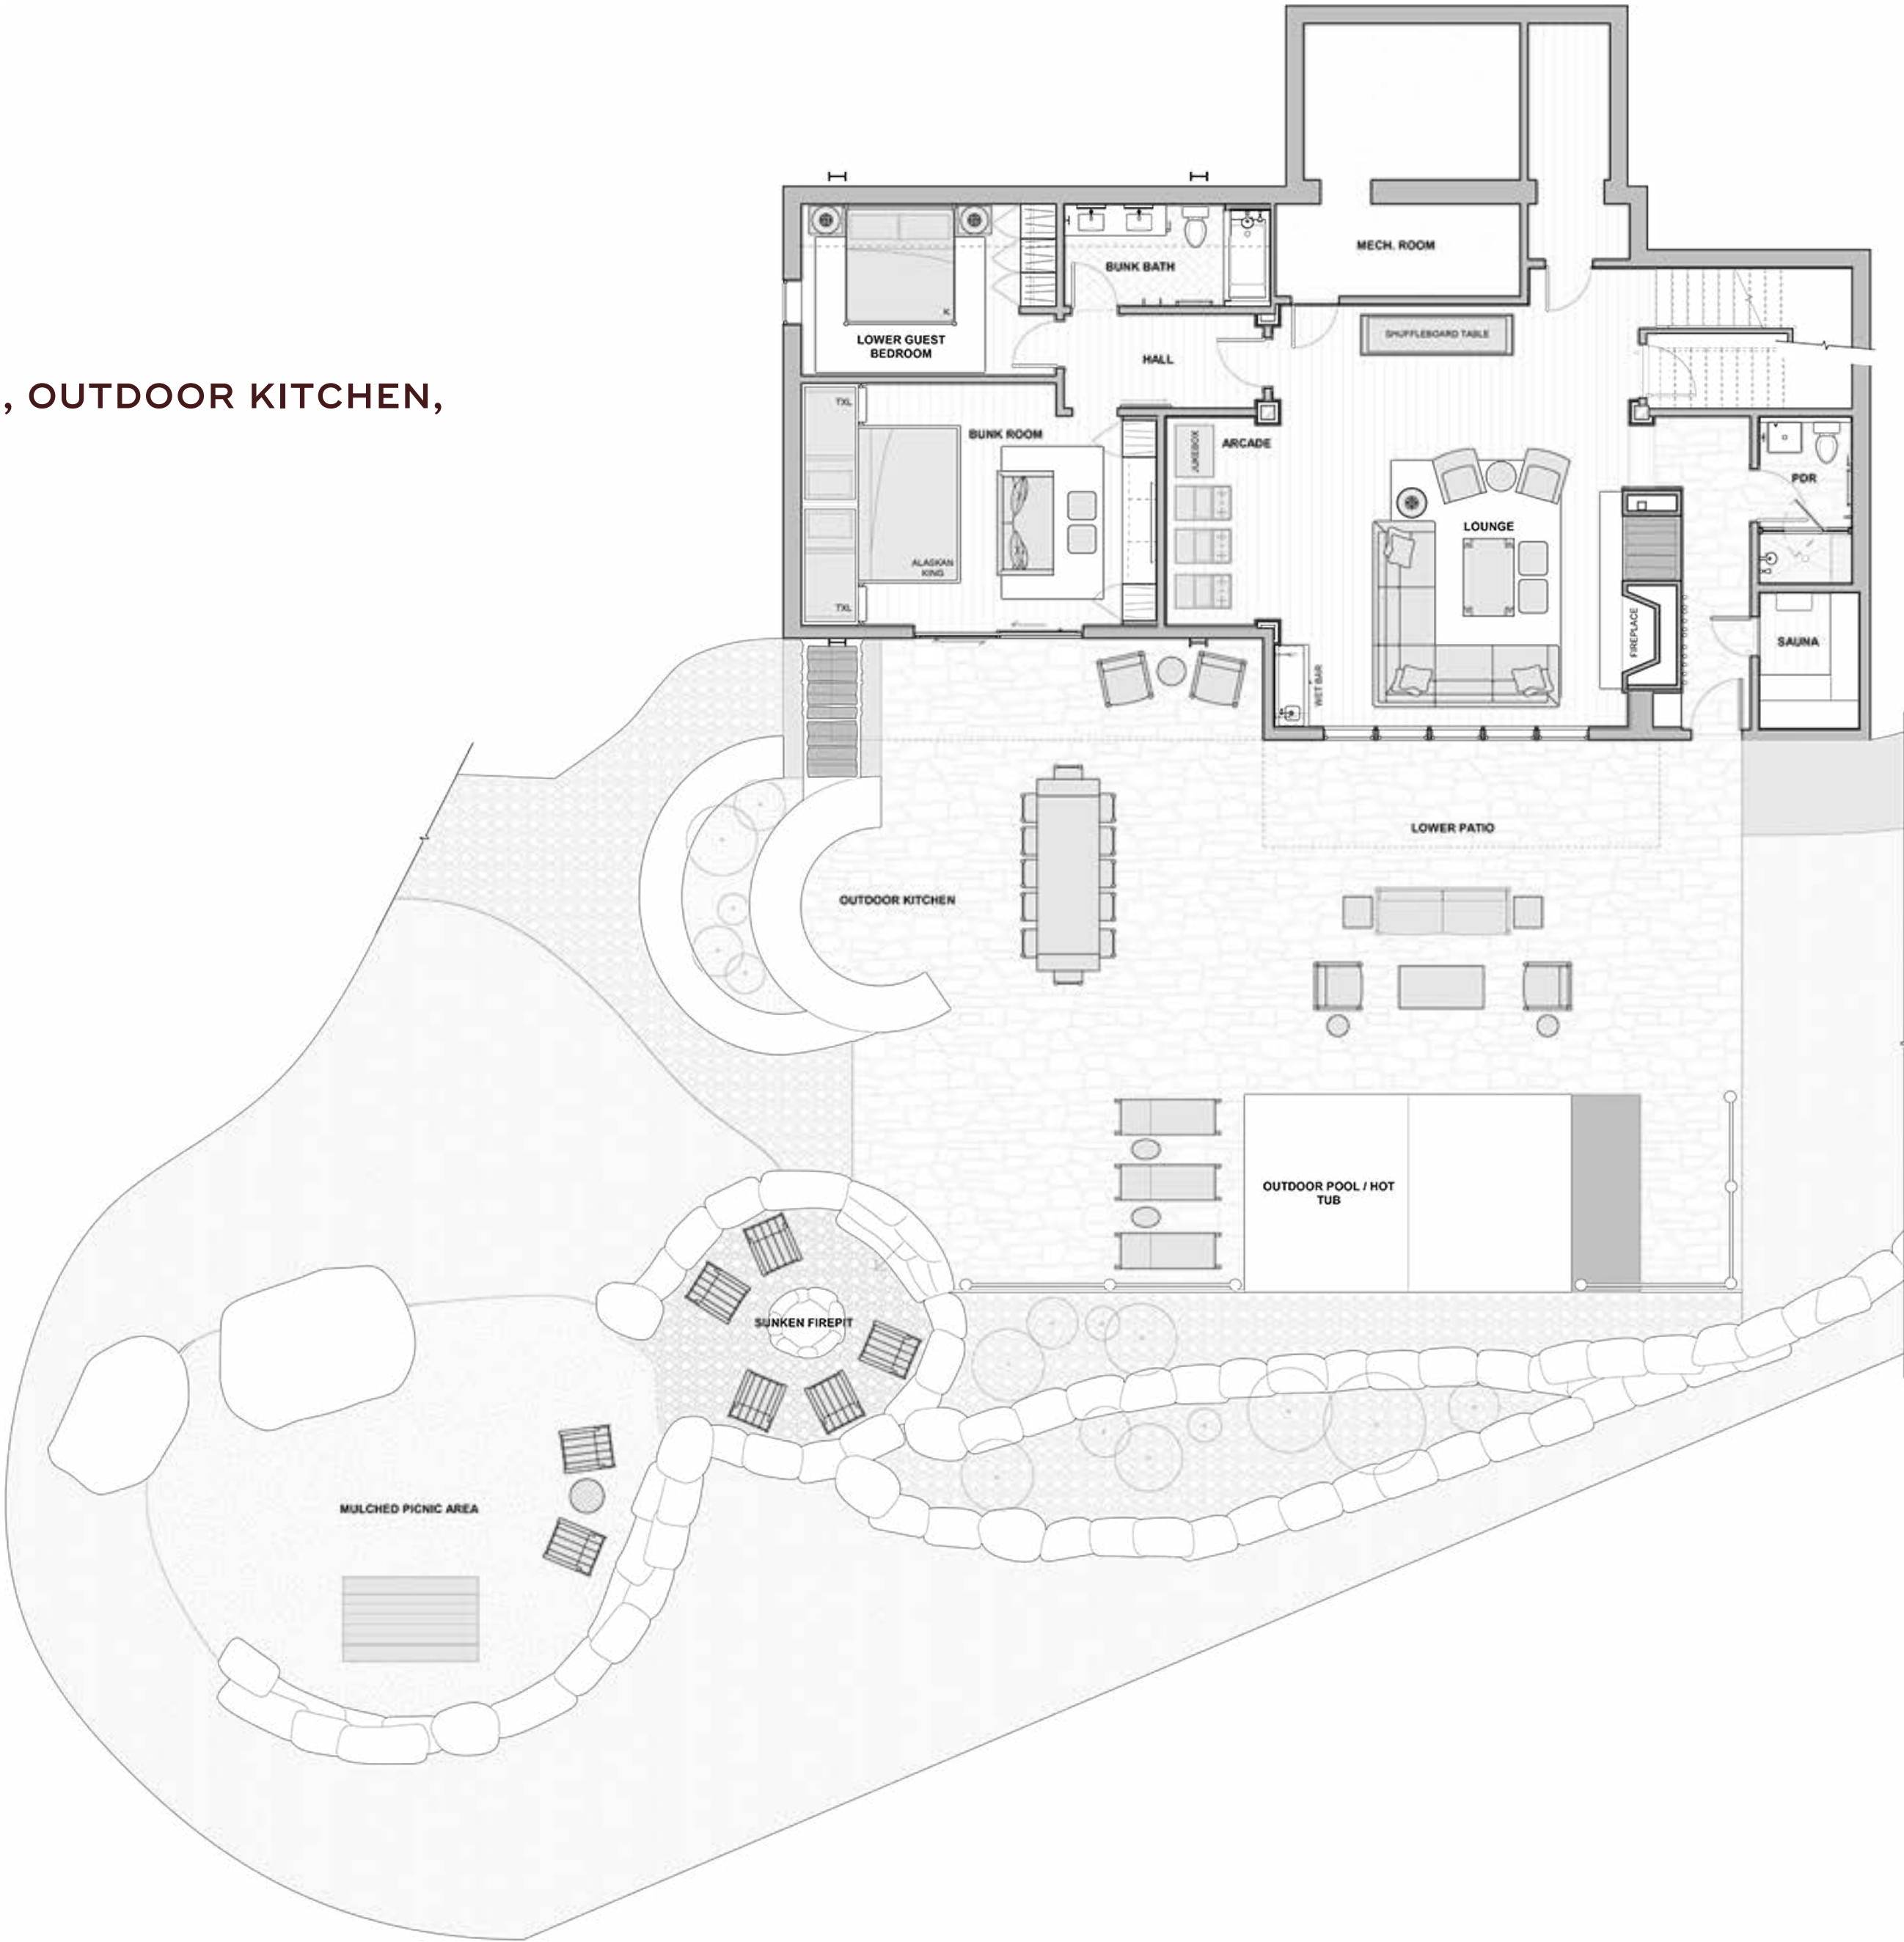 , OUTDOOR KITCHEN,
MECH. ROOM
BUNK BATH
K
LOWER GUEST
BEDROOM
SHUFFLEBOARD TABLE
HALL
TXL
BUNK ROOM
JUKEBOX
ARCADE
PDR
LOUNGE
ALASKAN
KING
TXL
FIREPLACE
SAUNA
WET BAR
LOWER PATIO
OUTDOOR KITCHEN
OUTDOOR POOL / HOT
TUB
SUNKEN FIREPIT
MULCHED PICNIC AREA